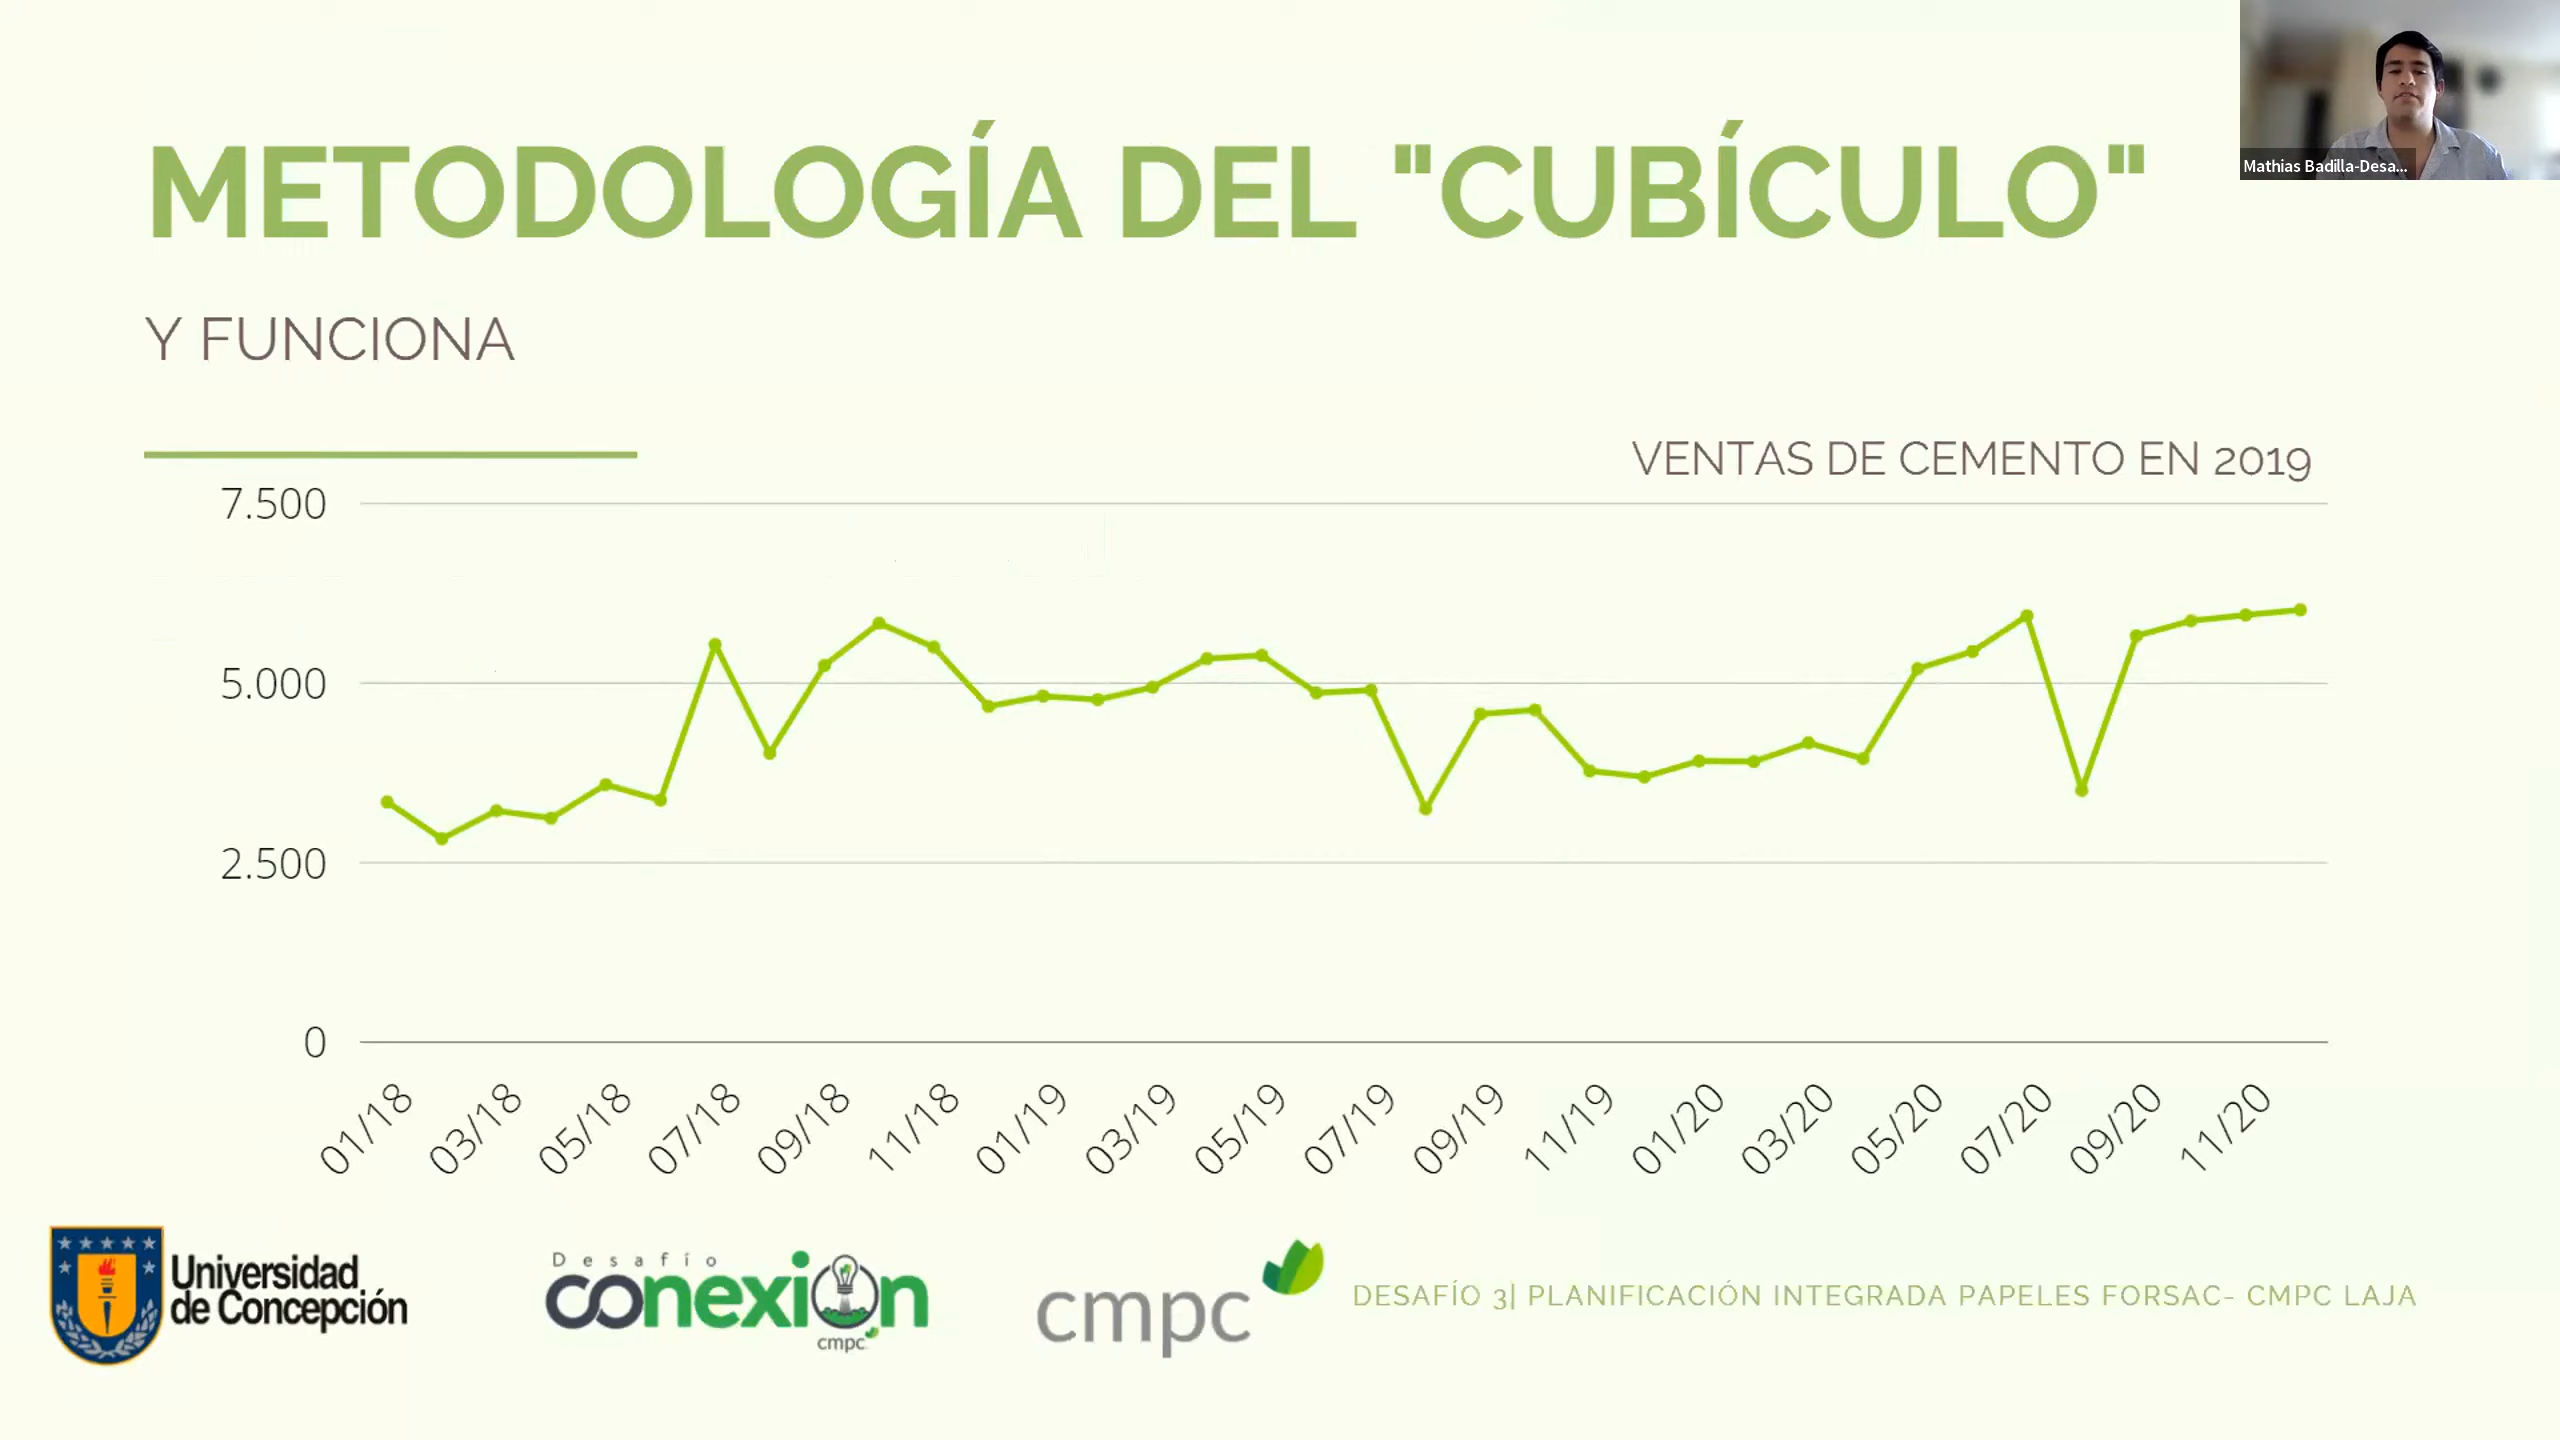 METODOLOGÍA DEL "CUBÍCULO"
Mathias Badilla-Desa...
Y FUNCIONA
VENTAS DE CEMENTO EN 2019
7.500
5.000
2.500
0
01/18
03/18
05/18
07/18
09/18
11/18
01/19
03/19
05/19
07/19
09/19
11/19
01/20
03/20
05/20
07/20
09/20
11/20
Universidad
de Concepción
Desafío
conexión
cmpc
cmpc
DESAFÍO 3| PLANIFICACIÓN INTEGRADA PAPELES FORSAC- CMPC LAJA